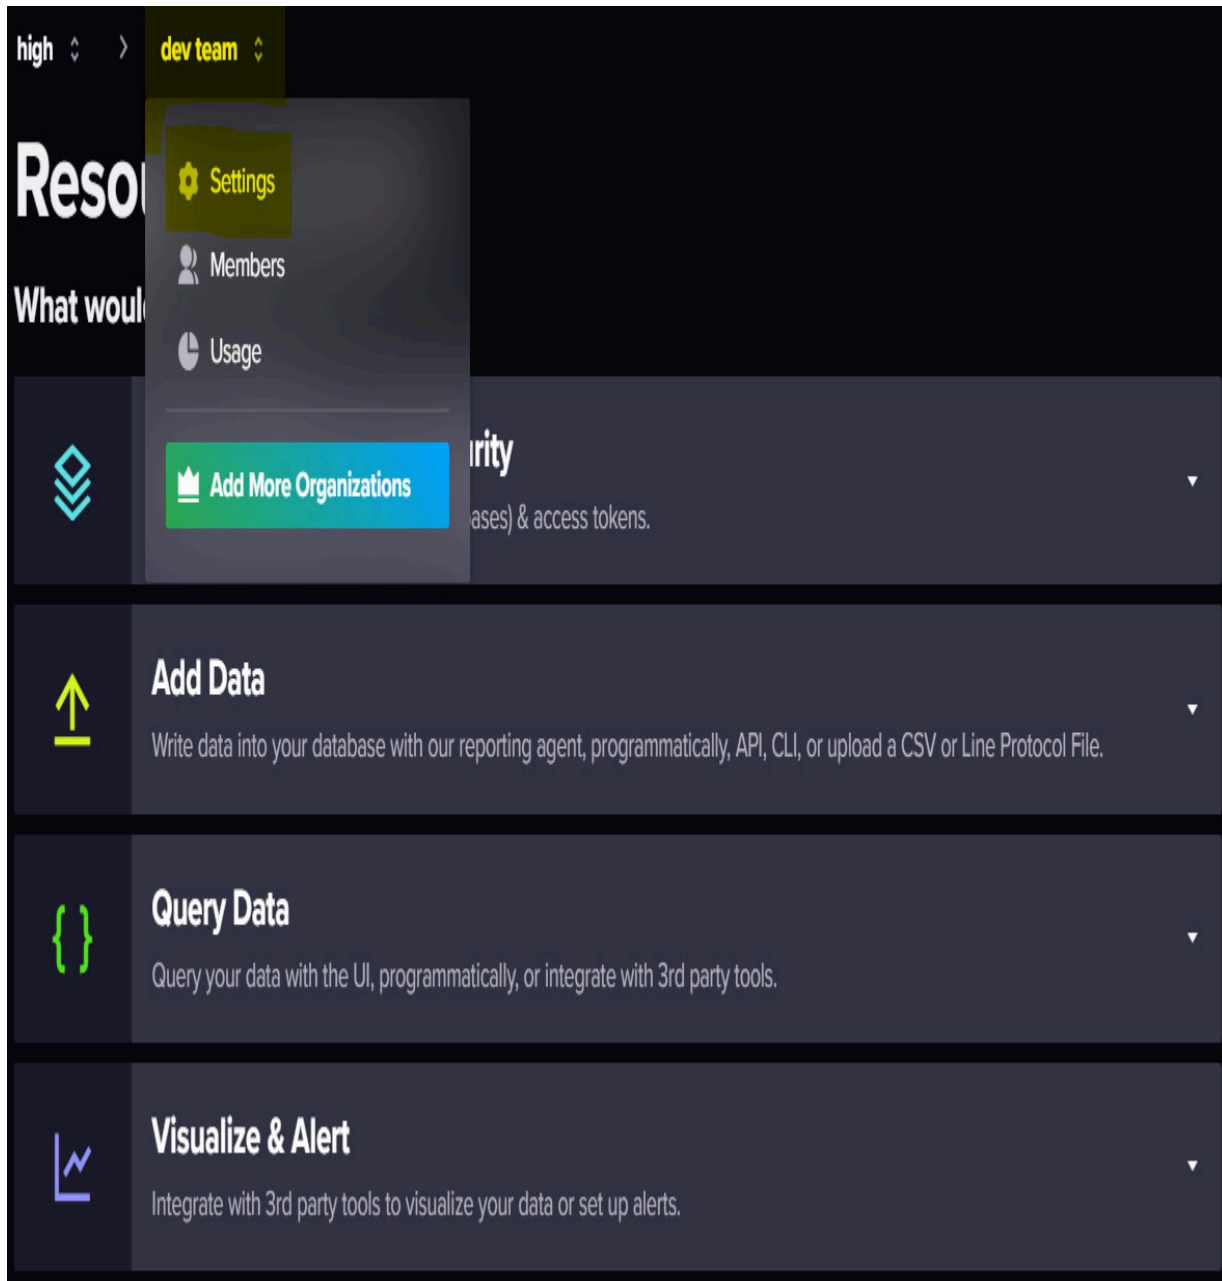 high > dev team
Reso
Settings
Members
What woul
Usage
Add More Organizations
rity
ases) & access tokens.
Add Data
Write data into your database with our reporting agent, programmatically, API, CLI, or upload a CSV or Line Protocol File.
Query Data
Query your data with the UI, programmatically, or integrate with 3rd party tools.
Visualize & Alert
Integrate with 3rd party tools to visualize your data or set up alerts.